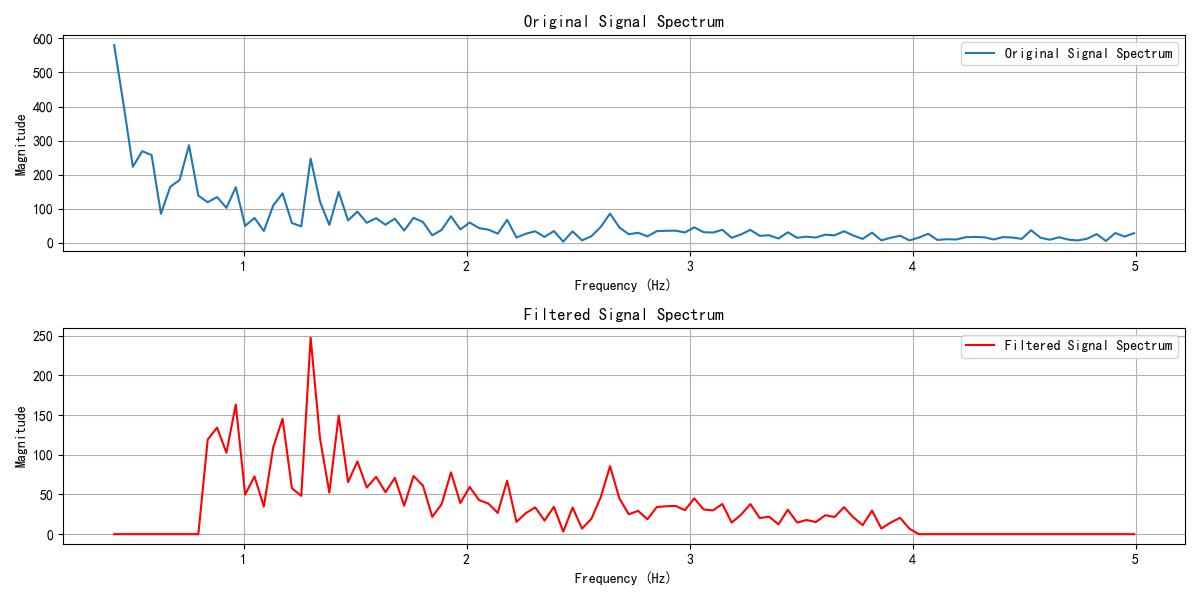 Original Signal Spectrum
Original Signal Spectrum
600
500
400
300
200
100
0
Magnitude
1
2
3
4
5
Frequency (Hz)
Filtered Signal Spectrum
Filtered Signal Spectrum
250
200
150
100
50
0
Magnitude
1
2
3
4
5
Frequency (Hz)